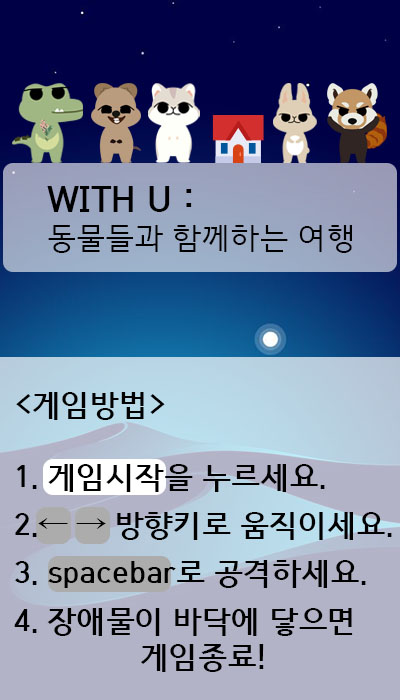 WITH U :
동물들과 함께하는 여행
<게임방법>
1. 게임시작을 누르세요.
2.← → 방향키로 움직이세요.
3. spacebar로 공격하세요.
4. 장애물이 바닥에 닿으면
게임종료!